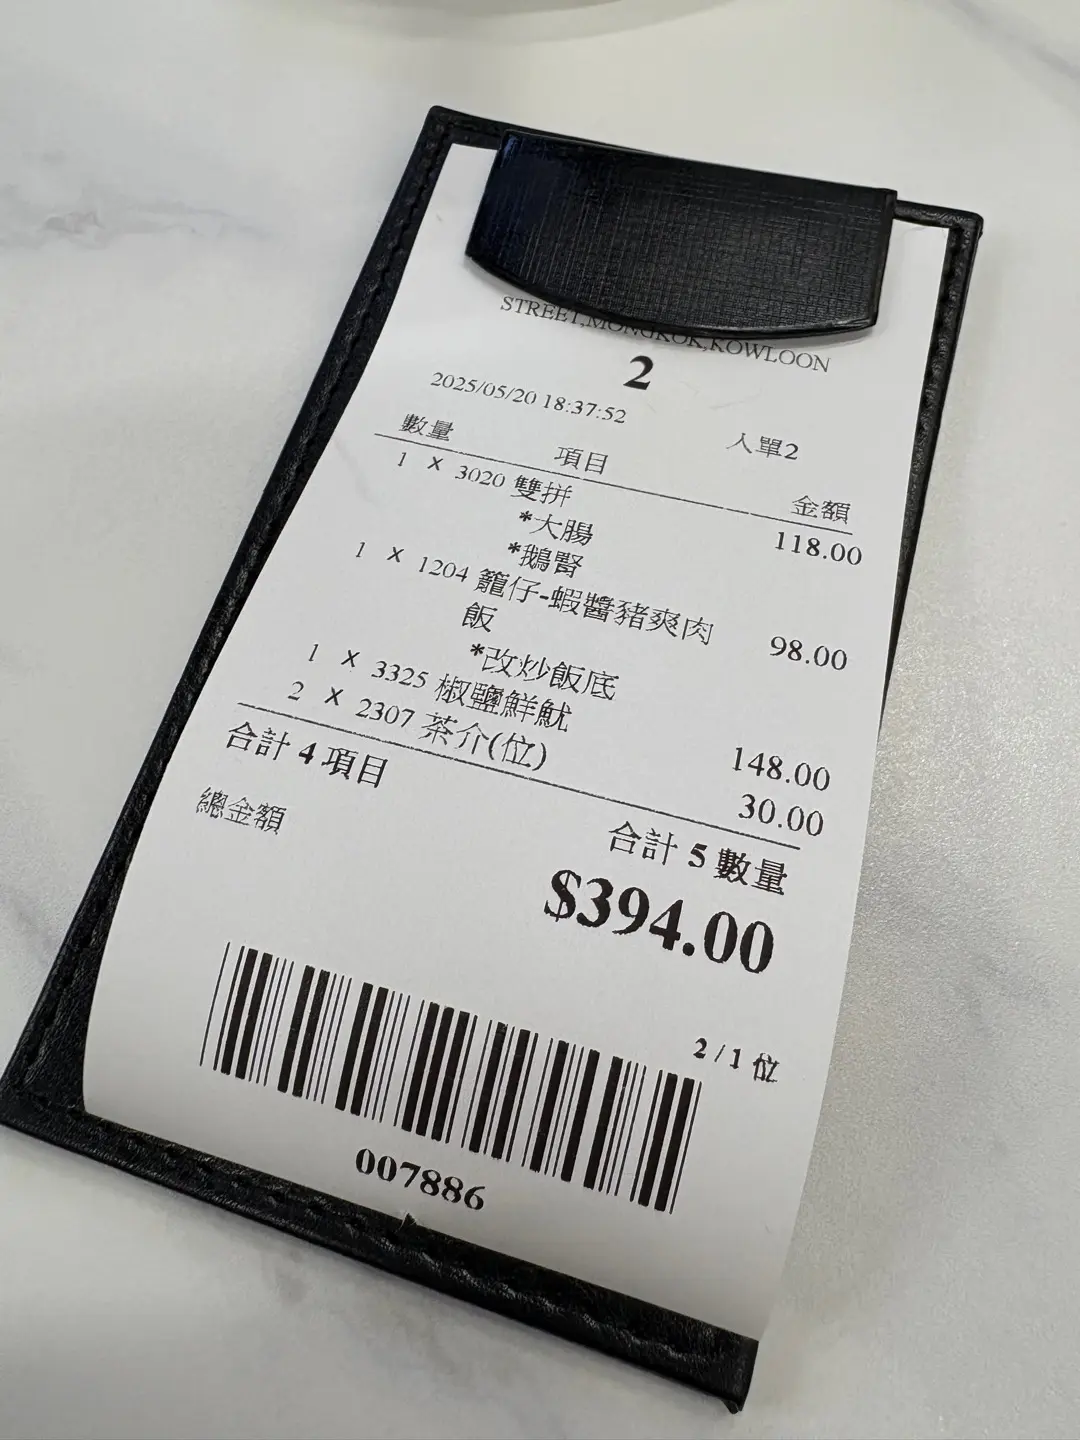 STREET,MONGKOK,KOWLOON
2
2025/05/20 18:37:52 入單2
數量 項目 金額
1 x 3020 雙拼 118.00
*大腸
*鵝腎
1 x 1204 籠仔-蝦醬豬爽肉 98.00
飯
*改炒飯底
1 x 3325 椒鹽鮮魷 148.00
2 x 2307 茶介(位) 30.00
合計 4 項目 合計 5 數量
總金額 $394.00
2 / 1 位
007886